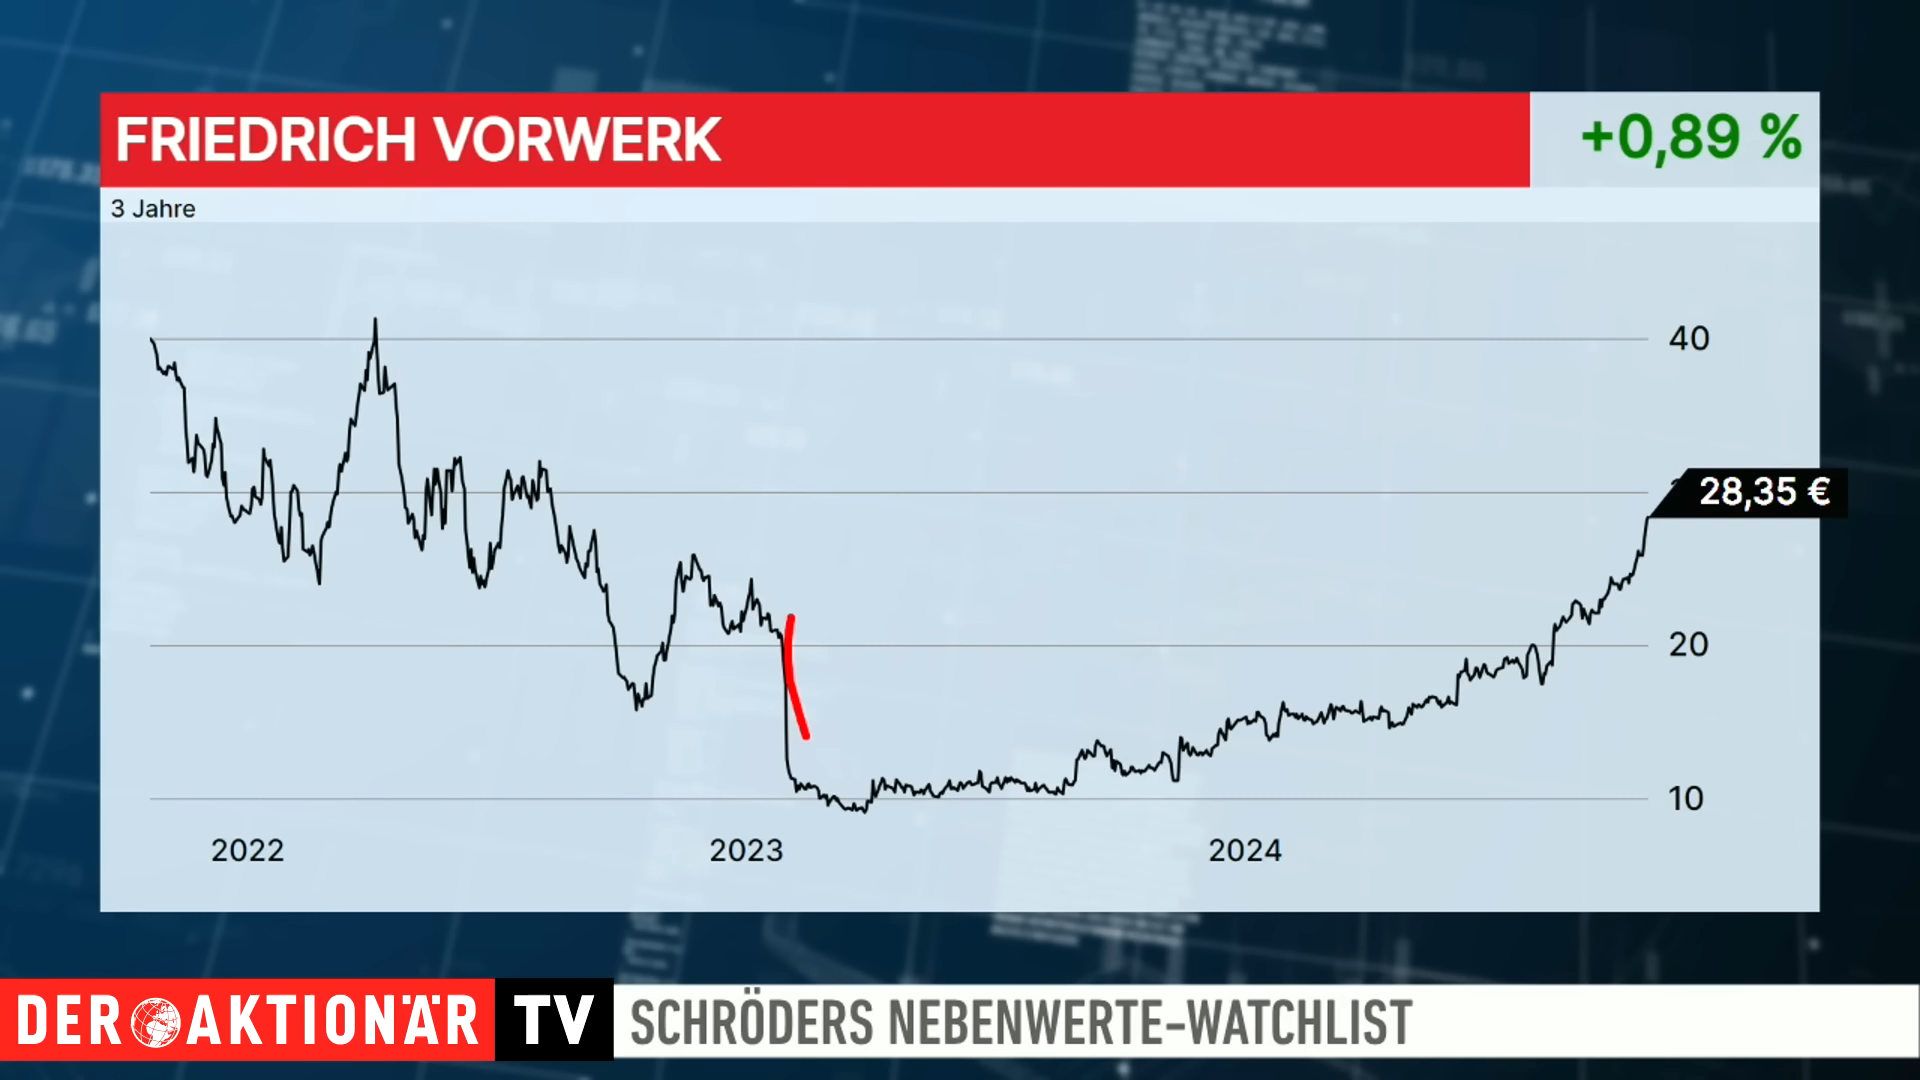 FRIEDRICH VORWERK
+0,89 %
3 Jahre
40
28,35 €
20
10
2022
2023
2024
DER AKTIONÄR TV
SCHRÖDERS NEBENWERTE-WATCHLIST